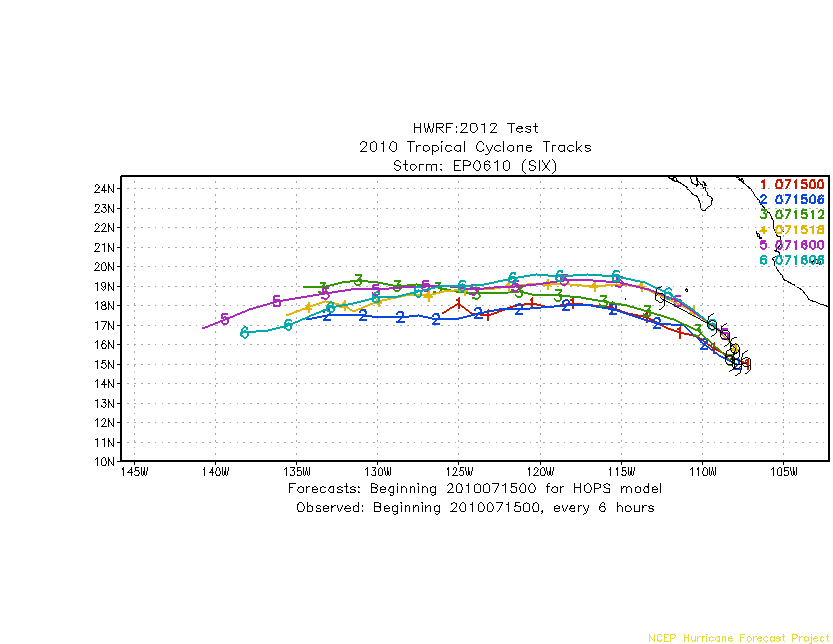 HWRF:2012 Test
2010 Tropical Cyclone Tracks
Storm: EP0610 (SIX)
1 071500
2 071506
3 071512
4 071518
5 071600
6 071606
24N
23N
22N
21N
20N
19N
18N
17N
16N
15N
14N
13N
12N
11N
10N
145W 140W 135W 130W 125W 120W 115W 110W 105W
Forecasts: Beginning 2010071500 for HOPS model
Observed: Beginning 2010071500, every 6 hours
NCEP Hurricane Forecast Project